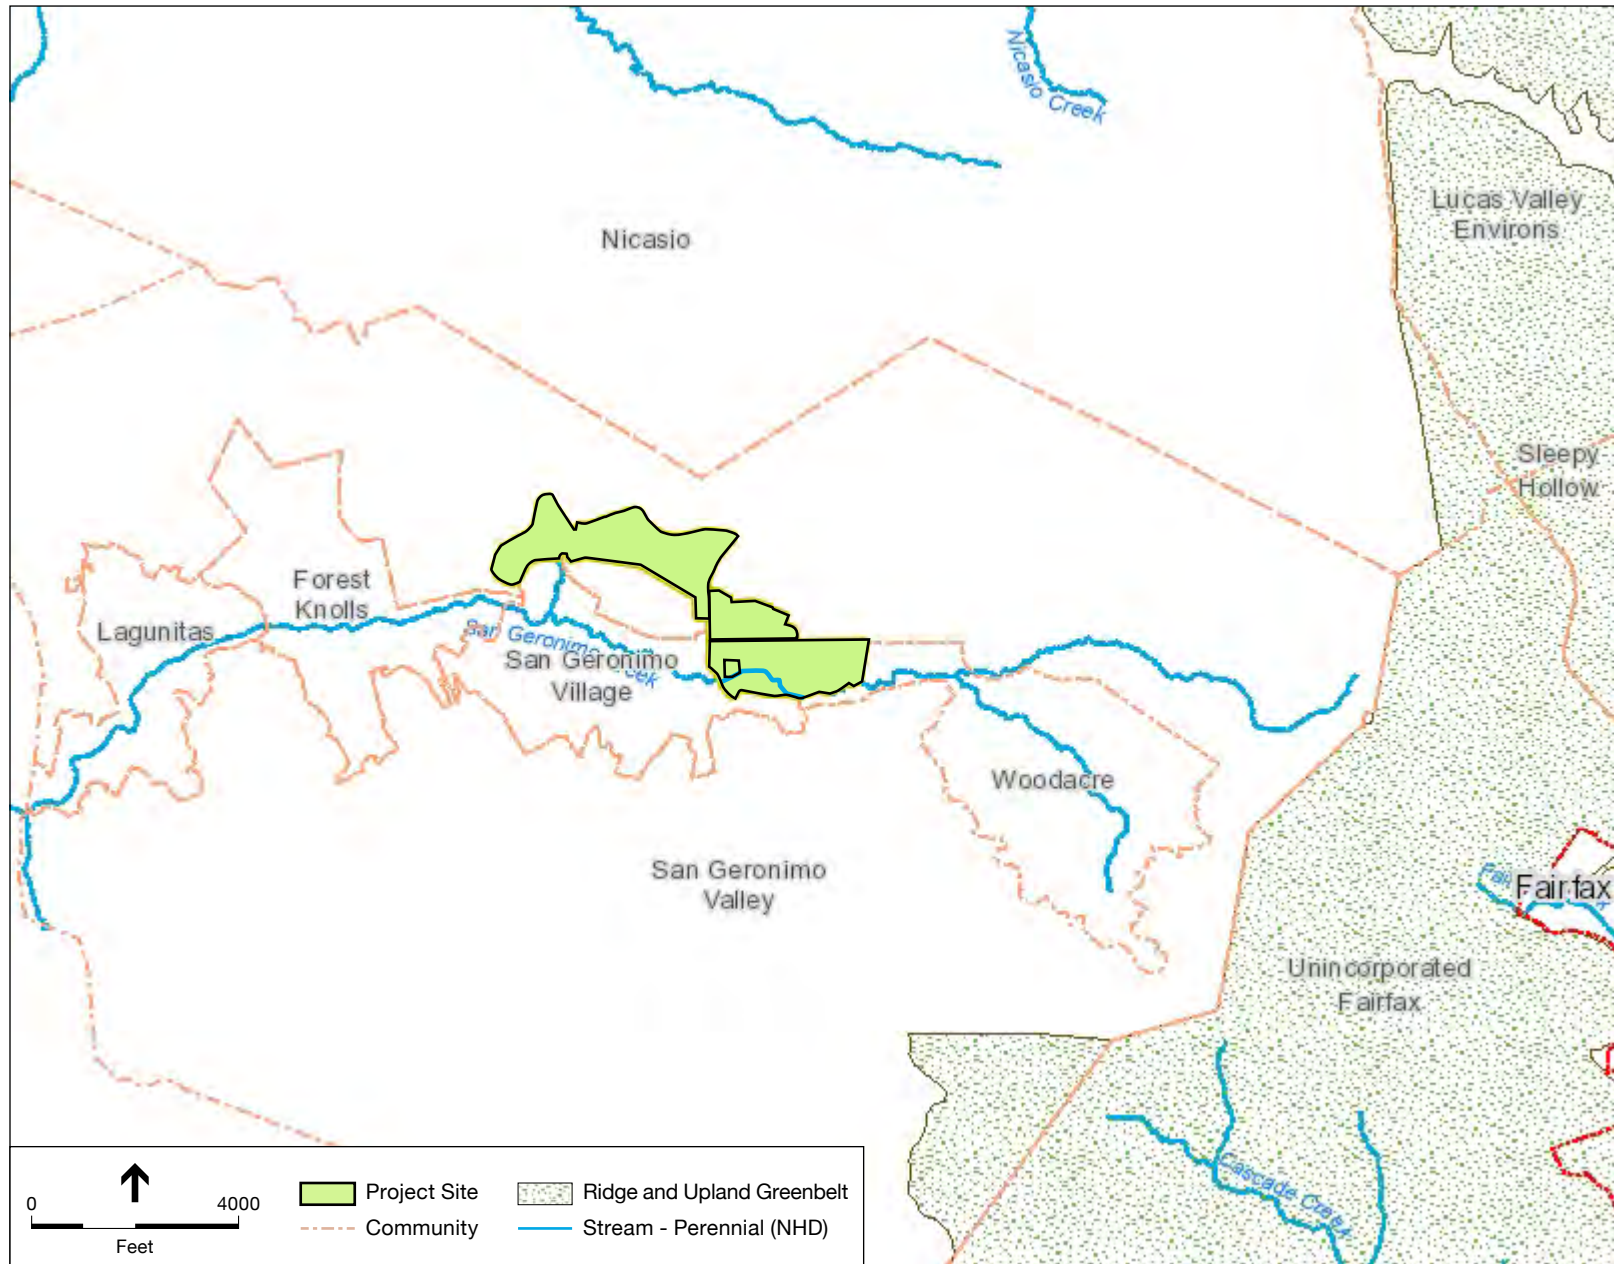 Nicasio Creek
Lucas Valley
Environs
Nicasio
Sleepy
Hollow
Forest
Knolls
Lagunitas
San Geronimo Creek
San Geronimo
Village
Woodacre
San Geronimo
Valley
Fairfax
Unincorporated
Fairfax
Cascade Creek
0
4000
Feet
Project Site
Community
Ridge and Upland Greenbelt
Stream - Perennial (NHD)